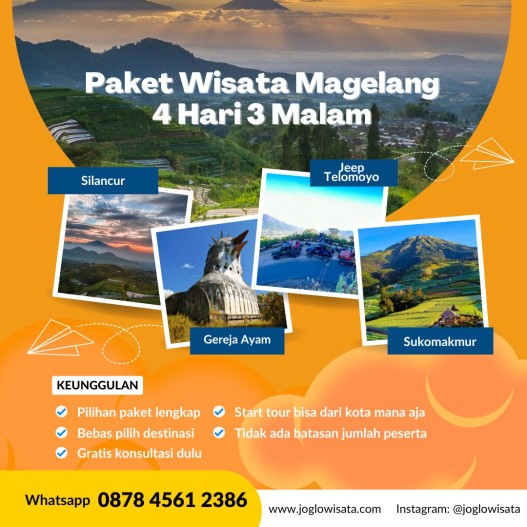 Paket Wisata Magelang
4 Hari 3 Malam
Silancur
Jeep
Telomoyo
Gereja Ayam
Sukomakmur
KEUNGGULAN
Pilihan paket lengkap
Bebas pilih destinasi
Gratis konsultasi dulu
Start tour bisa dari kota mana aja
Tidak ada batasan jumlah peserta
Whatsapp 0878 4561 2386
www.joglowisata.com Instagram: @joglowisata